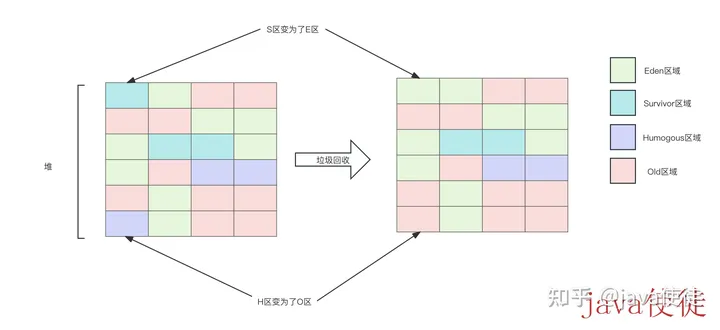 S区变为了E区
Eden区域
Survivor区域
Humogous区域
Old区域
堆
垃圾回收
H区变为了O区
知乎 @java使徒
java使徒